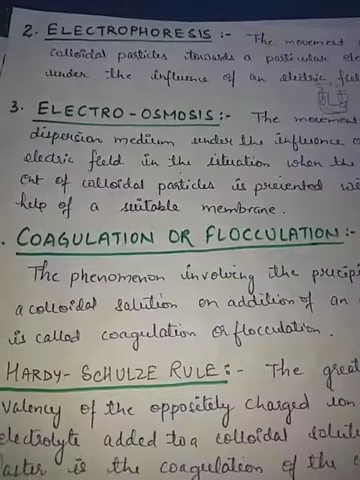 2. ELECTROPHORESIS :- The movement
colloidal particles towards a particular
under the influence of an electric
3. ELECTRO-OSMOSIS:- The movement
dispersion medium under the influence
electric field in the situation when the
of colloidal particles is prevented
help of a suitable membrane.
COAGULATION OR FLOCCULATION:-
The phenomenon involving the
a colloidal solution on addition of an
is called coagulation or flocculation.
HARDY-SCHULZE RULE:- The
valency of the oppositely charged ion
electrolyte added to a colloidal
is the coagulation of the